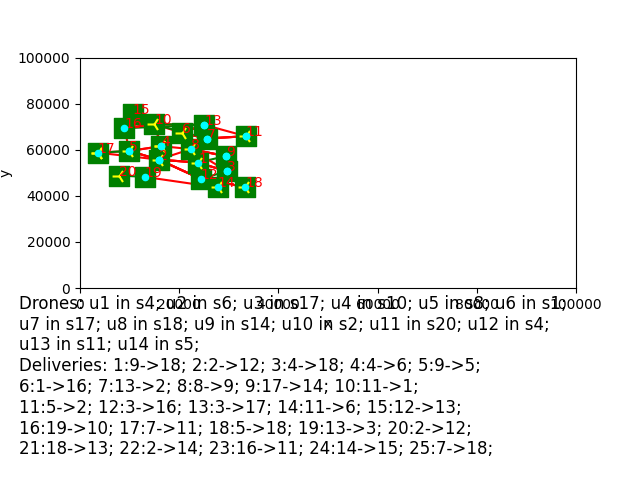 100000
80000
60000
40000
20000
0
y
x
Drones: u1 in s4; u2 in s6; u3 in s17; u4 in s10; u5 in s8; u6 in s1;
u7 in s17; u8 in s18; u9 in s14; u10 in s2; u11 in s20; u12 in s4;
u13 in s11; u14 in s5;
Deliveries: 1:9->18; 2:2->12; 3:4->18; 4:4->6; 5:9->5;
6:1->16; 7:13->2; 8:8->9; 9:17->14; 10:11->1;
11:5->2; 12:3->16; 13:3->17; 14:11->6; 15:12->13;
16:19->10; 17:7->11; 18:5->18; 19:13->3; 20:2->12;
21:18->13; 22:2->14; 23:16->11; 24:14->15; 25:7->18;